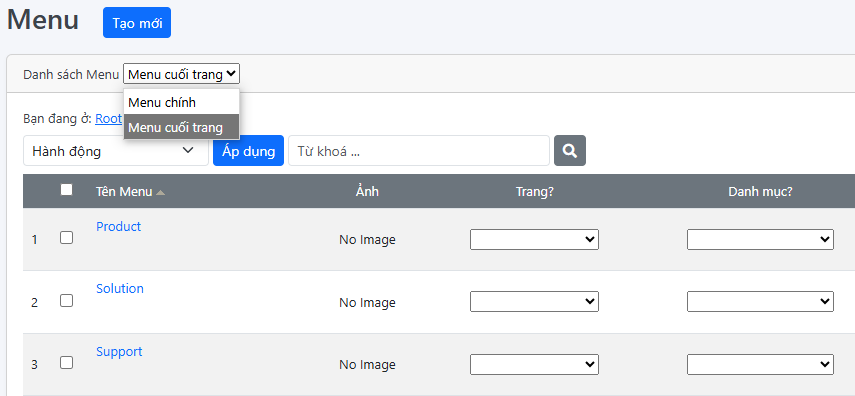 Menu Tạo mới
Danh sách Menu Menu cuối trang
Menu chính
Bạn đang ở: Root Menu cuối trang
Hành động Áp dụng Từ khoá ...
Tên Menu Ảnh Trang? Danh mục?
1 Product No Image
2 Solution No Image
3 Support No Image